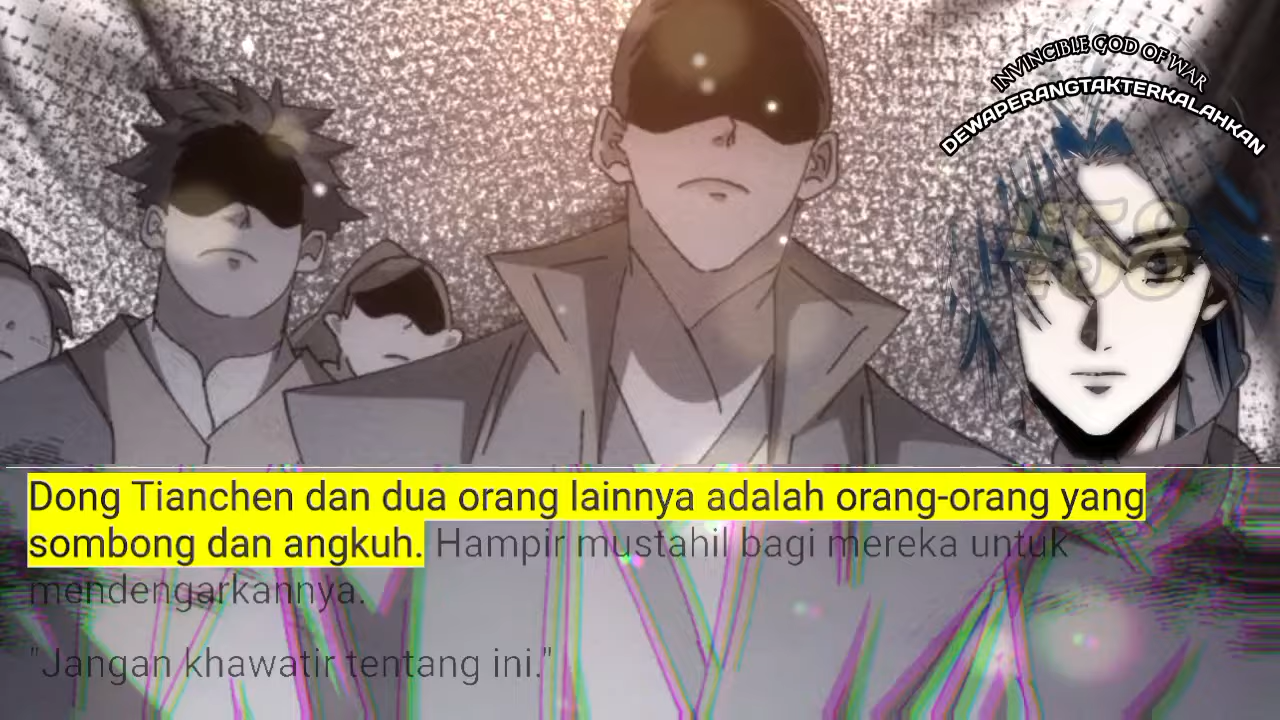 INVINCIBLE GOD OF WAR
DEWAPERANGTAKTERKALAHKAN
Dong Tianchen dan dua orang lainnya adalah orang-orang yang
sombong dan angkuh. Hampir mustahil bagi mereka untuk
mendengarkannya.
"Jangan khawatir tentang ini."